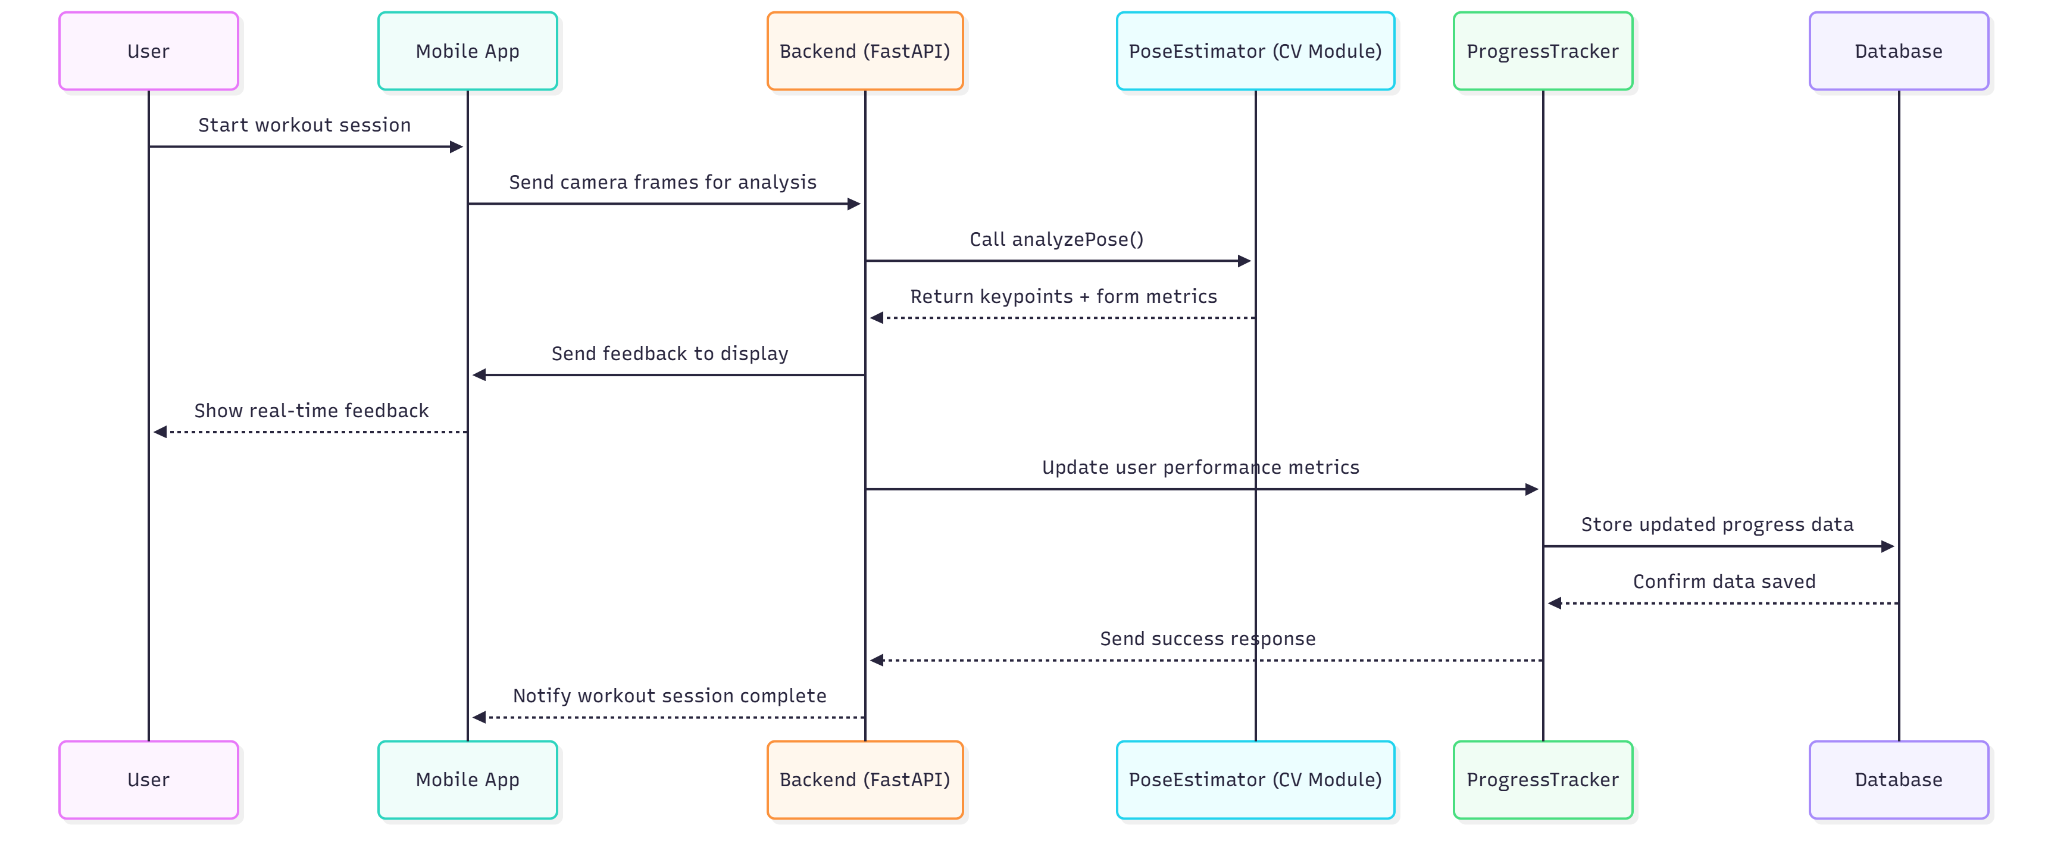 User
Mobile App
Backend (FastAPI)
PoseEstimator (CV Module)
ProgressTracker
Database
Start workout session
Send camera frames for analysis
Call analyzePose()
Return keypoints + form metrics
Send feedback to display
Show real-time feedback
Update user performance metrics
Store updated progress data
Confirm data saved
Send success response
Notify workout session complete
User
Mobile App
Backend (FastAPI)
PoseEstimator (CV Module)
ProgressTracker
Database